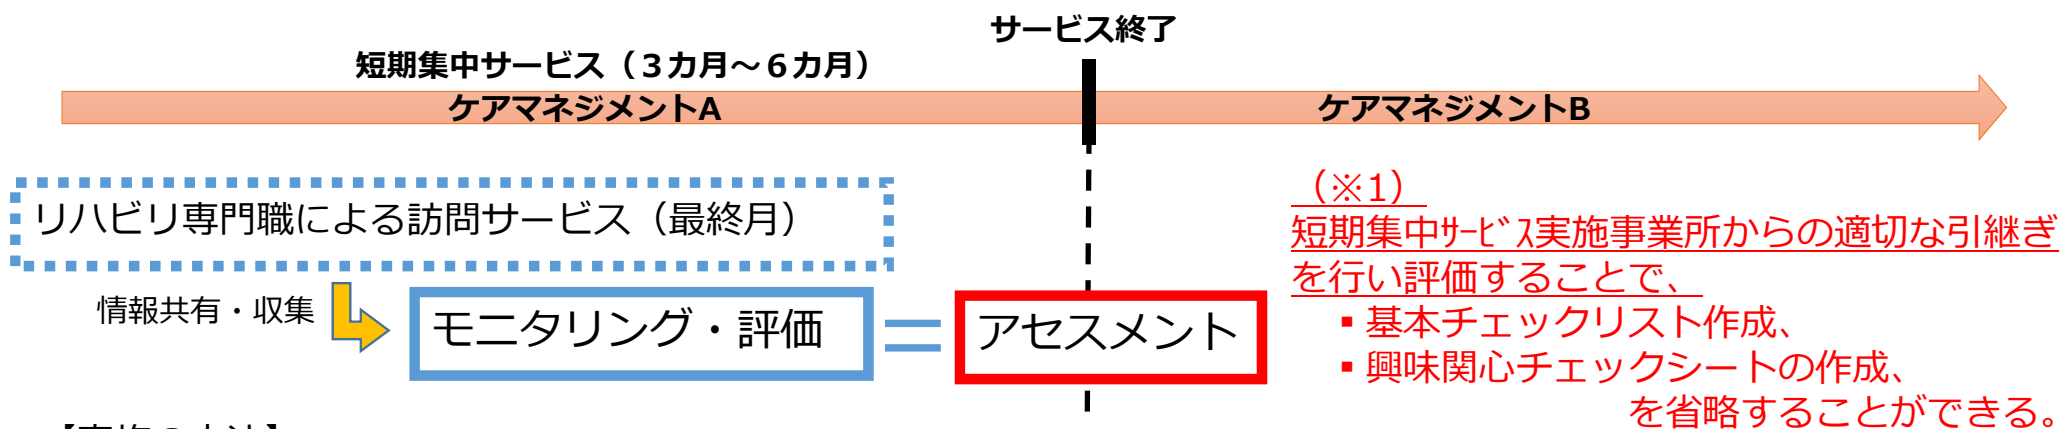 サービス終了
短期集中サービス（３カ月～６カ月）
ケアマネジメントA
ケアマネジメントB
リハビリ専門職による訪問サービス（最終月）
情報共有・収集
モニタリング・評価
＝
アセスメント
（※1）
短期集中ｻｰﾋﾞｽ実施事業所からの適切な引継ぎ
を行い評価することで、
▪基本チェックリスト作成、
▪興味関心チェックシートの作成、
を省略することができる。